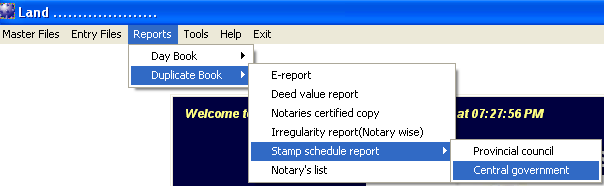 Land .....................
Master Files Entry Files Reports Tools Help Exit
Day Book
Duplicate Book
E-report
Deed value report
Notaries certified copy
Welcome to at 07:27:56 PM
Irregularity report(Notary wise)
Stamp schedule report
Provincial council
Notary's list
Central government